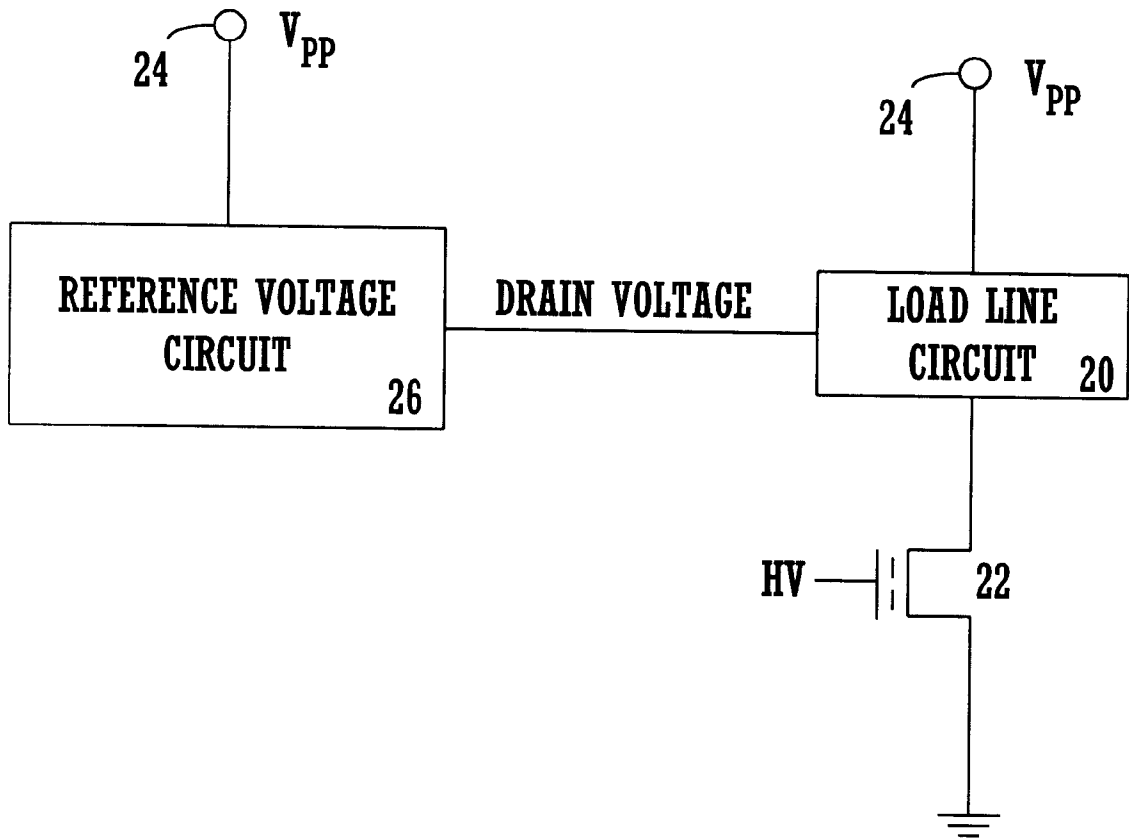 V_PP
24
V_PP
24
REFERENCE VOLTAGE
CIRCUIT
26
DRAIN VOLTAGE
LOAD LINE
CIRCUIT
20
HV
22